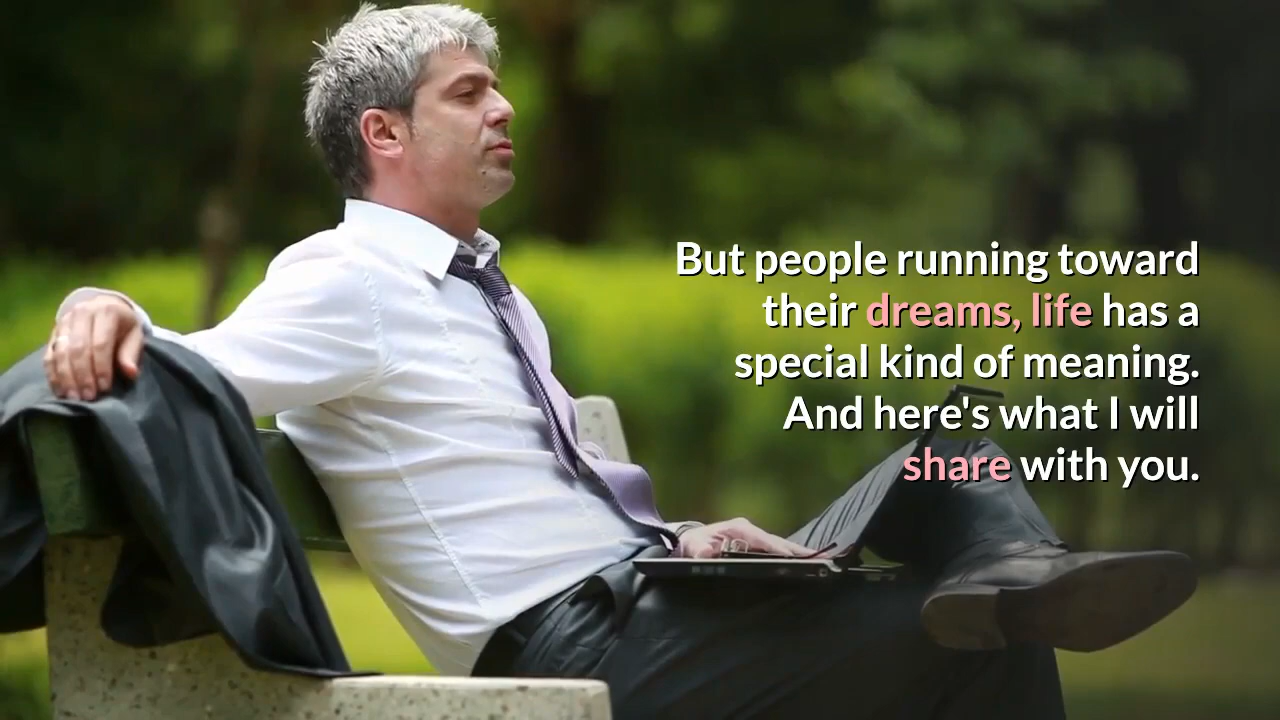 But people running toward
their dreams, life has a
special kind of meaning.
And here's what I will
share with you.